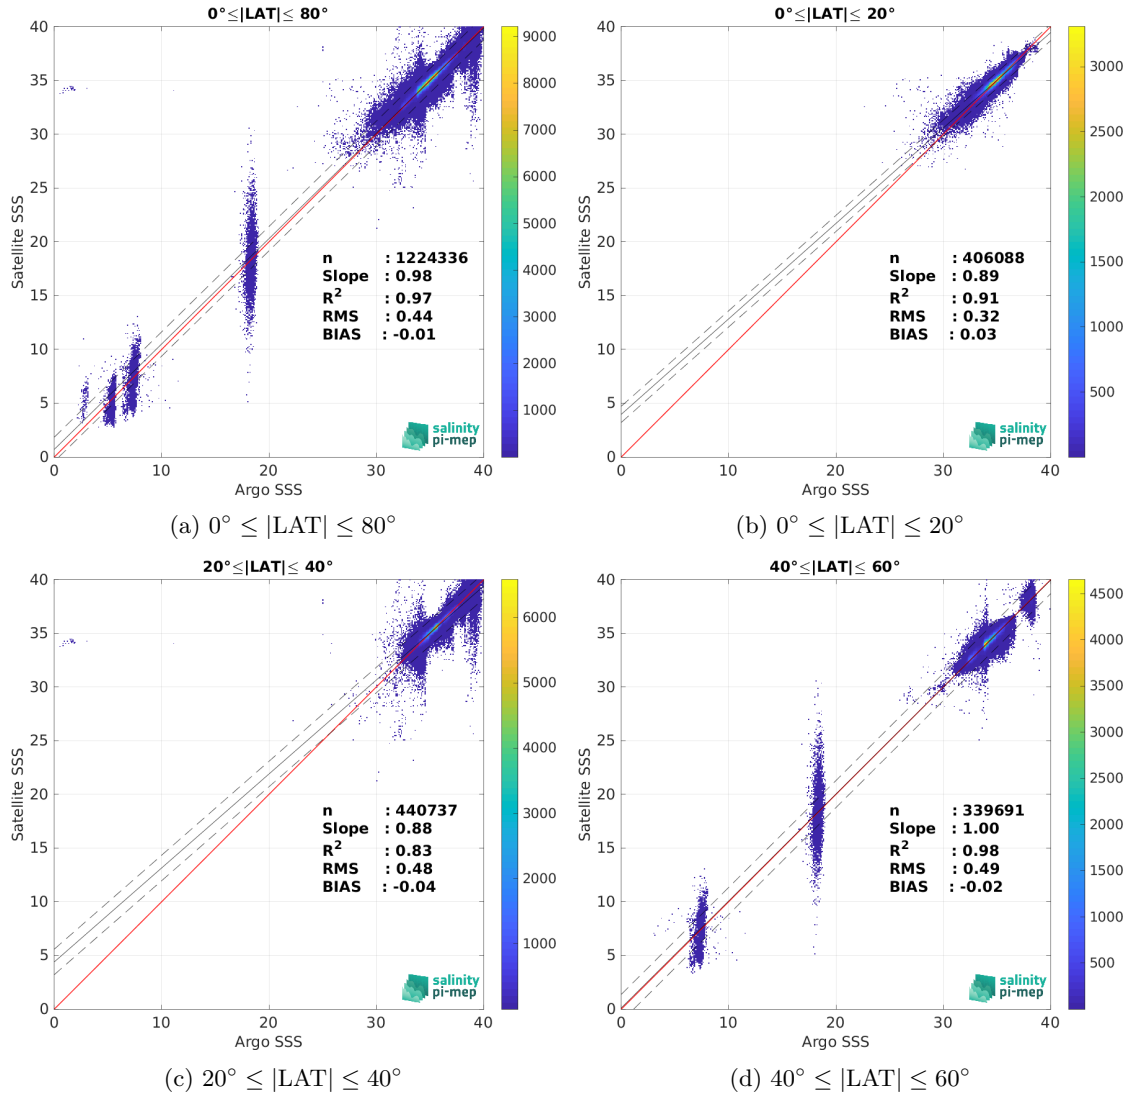 0°≤|LAT|≤ 80°
Satellite SSS
40
35
30
25
20
15
10
5
0
0 10 20 30 40
Argo SSS
n : 1224336
Slope : 0.98
R² : 0.97
RMS : 0.44
BIAS : -0.01
salinity
pi-mep
9000
8000
7000
6000
5000
4000
3000
2000
1000
(a) 0° ≤ |LAT| ≤ 80°
0°≤|LAT|≤ 20°
Satellite SSS
40
35
30
25
20
15
10
5
0
0 10 20 30 40
Argo SSS
n : 406088
Slope : 0.89
R² : 0.91
RMS : 0.32
BIAS : 0.03
salinity
pi-mep
3000
2500
2000
1500
1000
500
(b) 0° ≤ |LAT| ≤ 20°
20°≤|LAT|≤ 40°
Satellite SSS
40
35
30
25
20
15
10
5
0
0 10 20 30 40
Argo SSS
n : 440737
Slope : 0.88
R² : 0.83
RMS : 0.48
BIAS : -0.04
salinity
pi-mep
6000
5000
4000
3000
2000
1000
(c) 20° ≤ |LAT| ≤ 40°
40°≤|LAT|≤ 60°
Satellite SSS
40
35
30
25
20
15
10
5
0
0 10 20 30 40
Argo SSS
n : 339691
Slope : 1.00
R² : 0.98
RMS : 0.49
BIAS : -0.02
salinity
pi-mep
4500
4000
3500
3000
2500
2000
1500
1000
500
(d) 40° ≤ |LAT| ≤ 60°